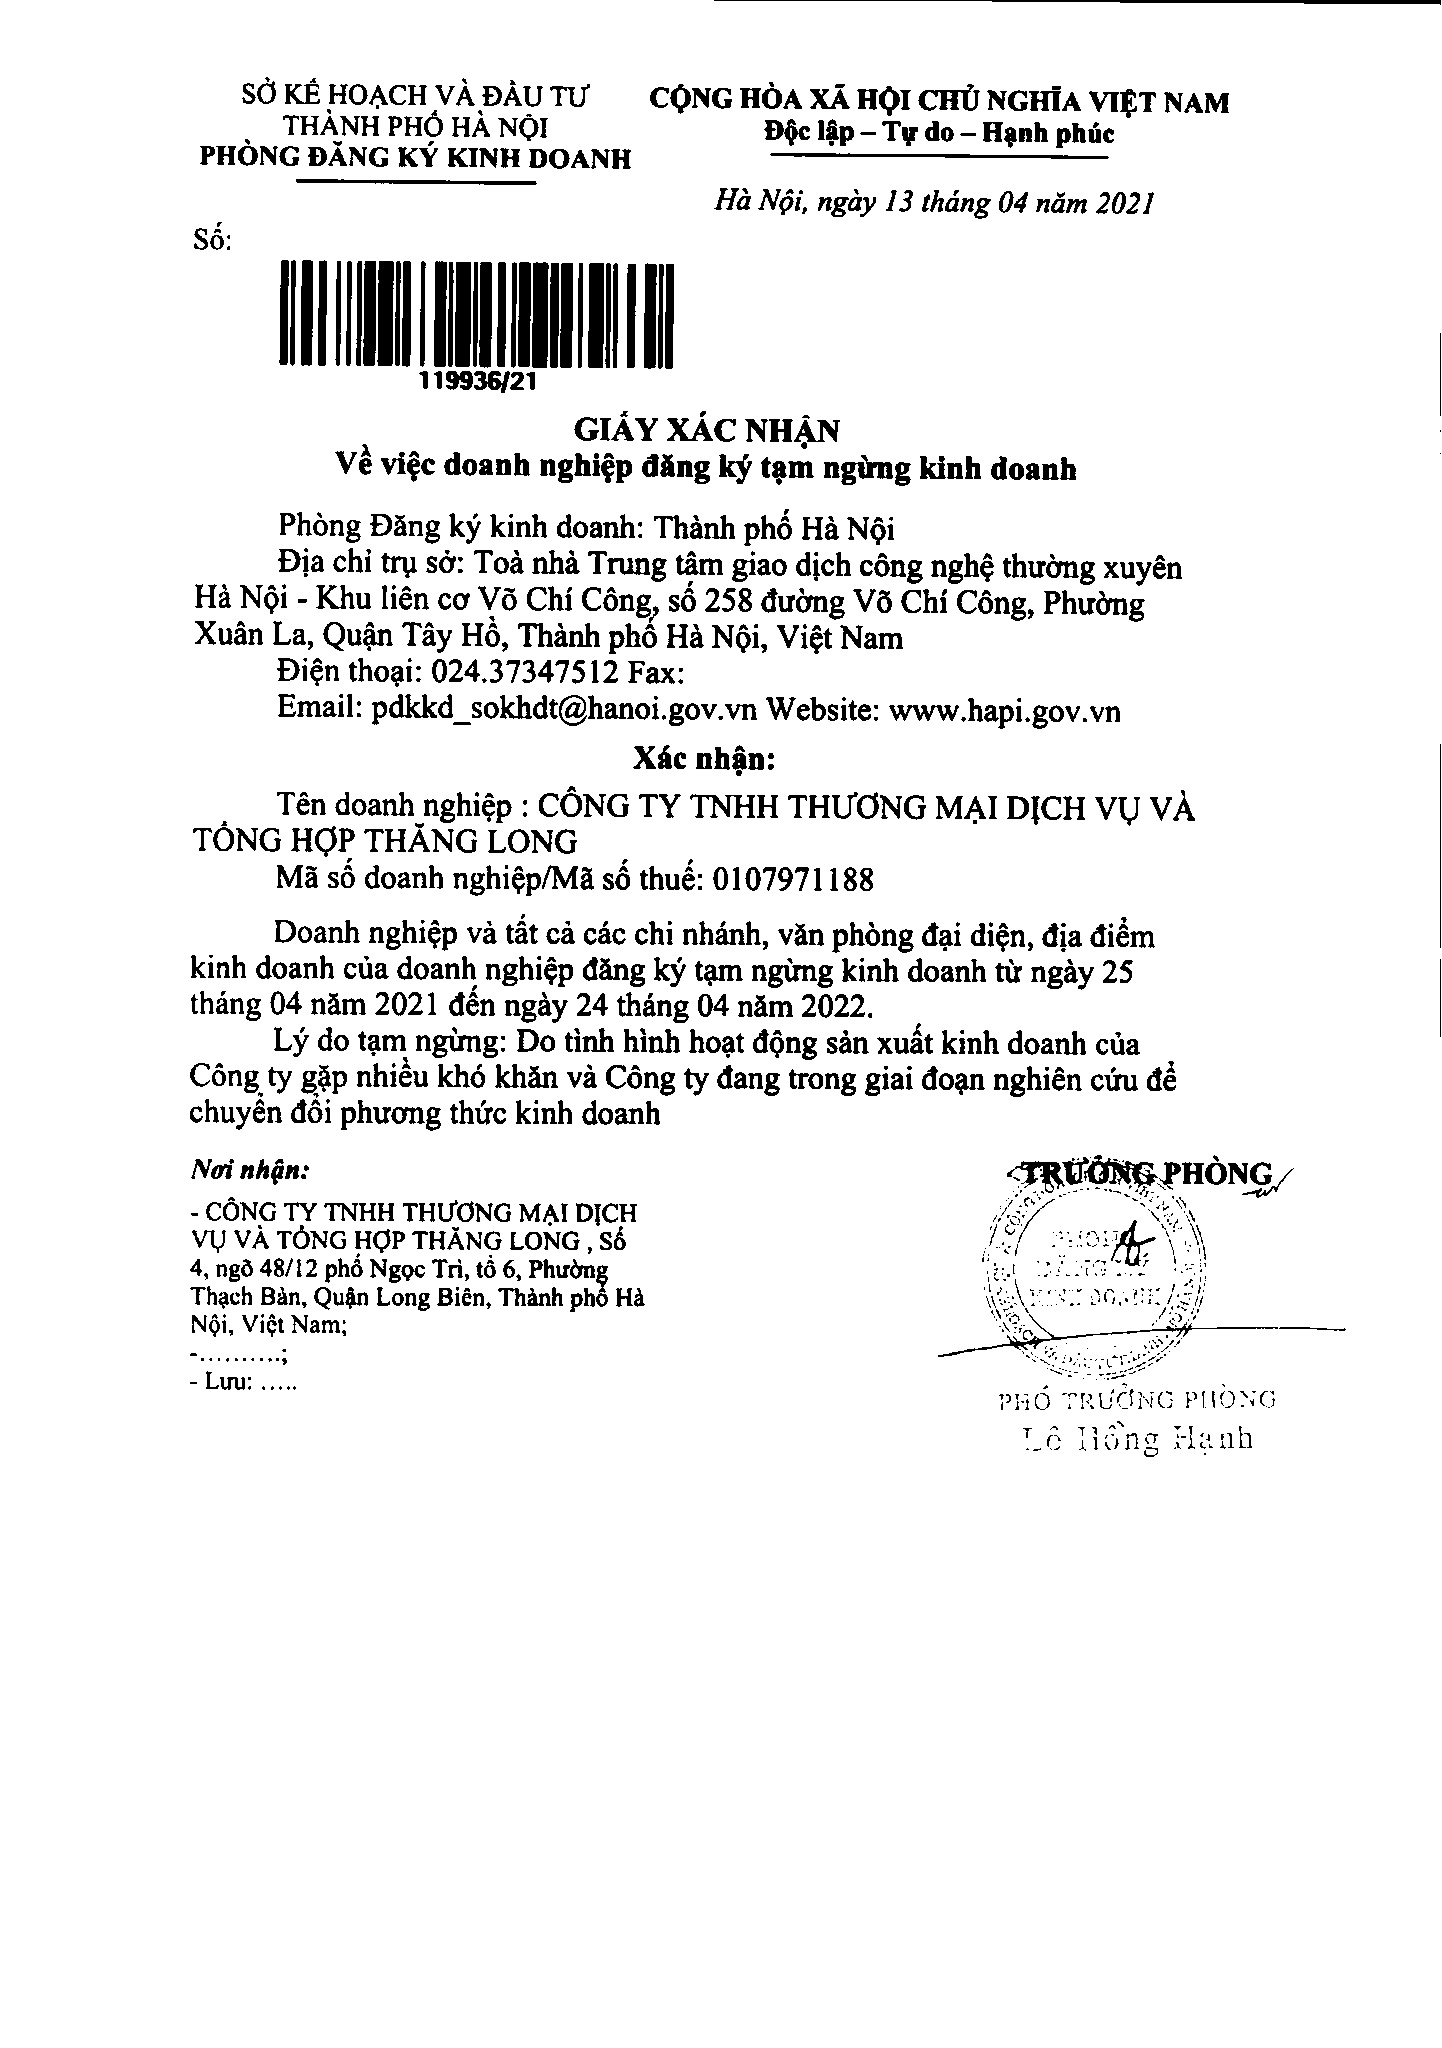 SỞ KẾ HOẠCH VÀ ĐẦU TƯ
THÀNH PHỐ HÀ NỘI
PHÒNG ĐĂNG KÝ KINH DOANH
CỘNG HÒA XÃ HỘI CHỦ NGHĨA VIỆT NAM
Độc lập – Tự do – Hạnh phúc
Hà Nội, ngày 13 tháng 04 năm 2021
Số:
119936/21
GIẤY XÁC NHẬN
Về việc doanh nghiệp đăng ký tạm ngừng kinh doanh
Phòng Đăng ký kinh doanh: Thành phố Hà Nội
Địa chỉ trụ sở: Toà nhà Trung tâm giao dịch công nghệ thường xuyên
Hà Nội - Khu liên cơ Võ Chí Công, số 258 đường Võ Chí Công, Phường
Xuân La, Quận Tây Hồ, Thành phố Hà Nội, Việt Nam
Điện thoại: 024.37347512 Fax:
Email: pdkkd_sokhdt@hanoi.gov.vn Website: www.hapi.gov.vn
Xác nhận:
Tên doanh nghiệp : CÔNG TY TNHH THƯƠNG MẠI DỊCH VỤ VÀ
TỔNG HỢP THĂNG LONG
Mã số doanh nghiệp/Mã số thuế: 0107971188
Doanh nghiệp và tất cả các chi nhánh, văn phòng đại diện, địa điểm
kinh doanh của doanh nghiệp đăng ký tạm ngừng kinh doanh từ ngày 25
tháng 04 năm 2021 đến ngày 24 tháng 04 năm 2022.
Lý do tạm ngừng: Do tình hình hoạt động sản xuất kinh doanh của
Công ty gặp nhiều khó khăn và Công ty đang trong giai đoạn nghiên cứu để
chuyển đổi phương thức kinh doanh
Nơi nhận:
- CÔNG TY TNHH THƯƠNG MẠI DỊCH
VỤ VÀ TỔNG HỢP THĂNG LONG , Số
4, ngõ 48/12 phố Ngọc Trì, tổ 6, Phường
Thạch Bàn, Quận Long Biên, Thành phố Hà
Nội, Việt Nam;
-..........;
- Lưu: .....
TRƯỞNG PHÒNG
PHÒNG
ĐĂNG KÝ
KINH DOANH
PHÓ TRƯỞNG PHÒNG
Lê Hồng Hạnh